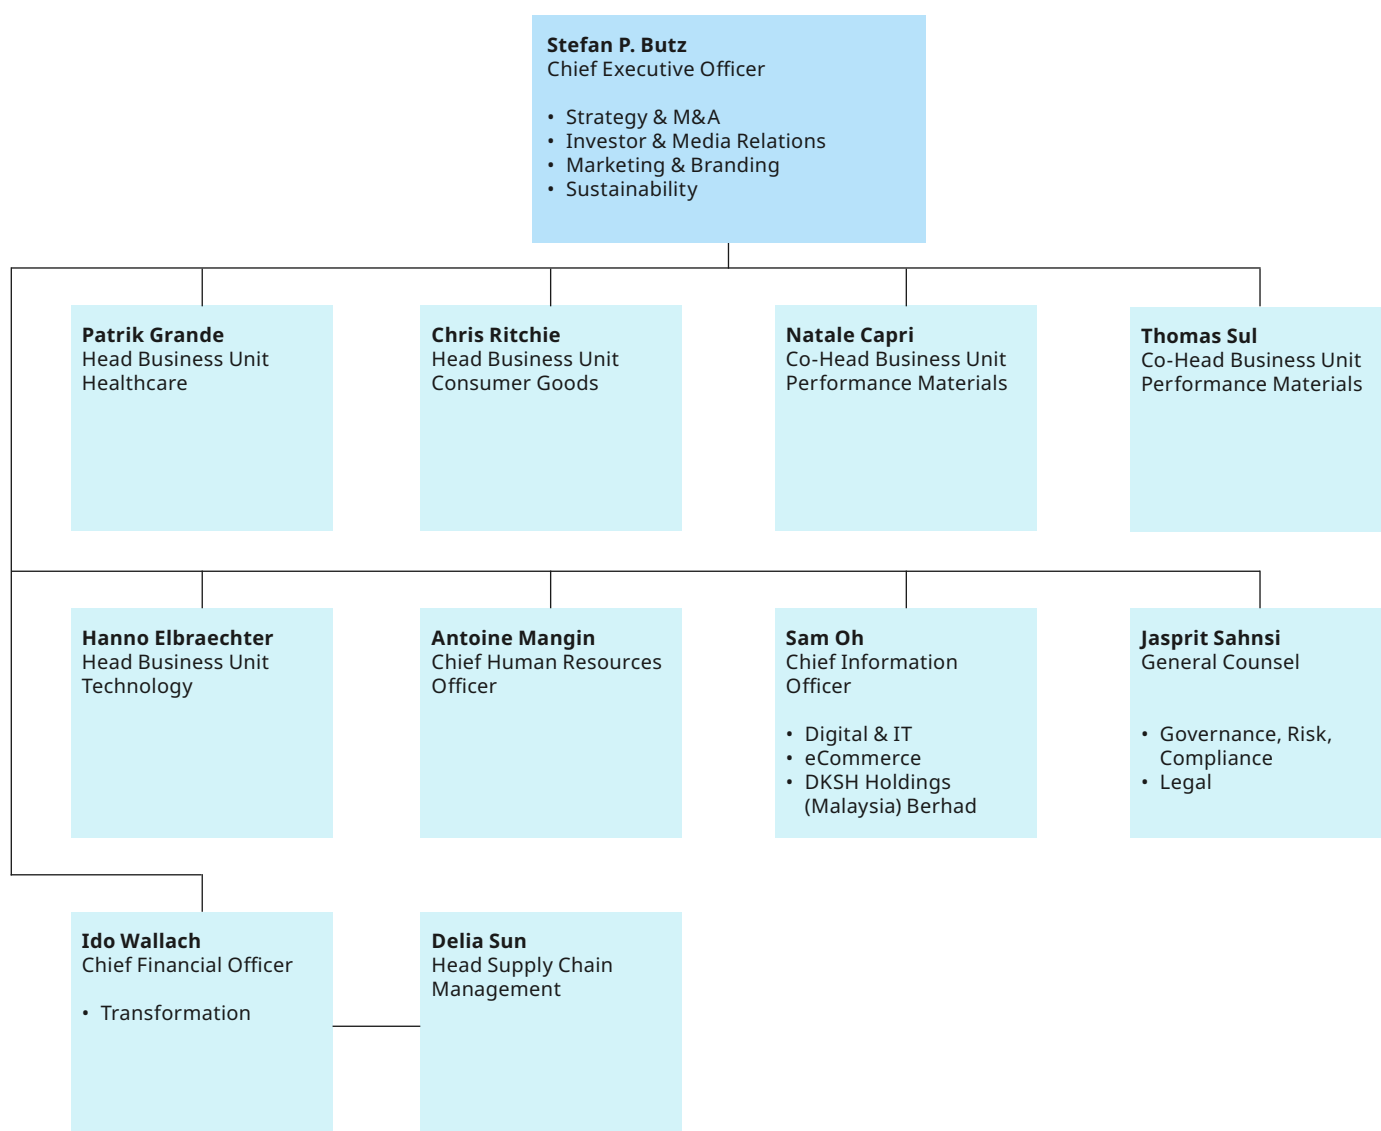 Stefan P. Butz
Chief Executive Officer
• Strategy & M&A
• Investor & Media Relations
• Marketing & Branding
• Sustainability
Patrik Grande
Head Business Unit
Healthcare
Chris Ritchie
Head Business Unit
Consumer Goods
Natale Capri
Co-Head Business Unit
Performance Materials
Thomas Sul
Co-Head Business Unit
Performance Materials
Hanno Elbraechter
Head Business Unit
Technology
Antoine Mangin
Chief Human Resources
Officer
Sam Oh
Chief Information
Officer
• Digital & IT
• eCommerce
• DKSH Holdings
(Malaysia) Berhad
Jasprit Sahnsi
General Counsel
• Governance, Risk,
Compliance
• Legal
Ido Wallach
Chief Financial Officer
• Transformation
Delia Sun
Head Supply Chain
Management